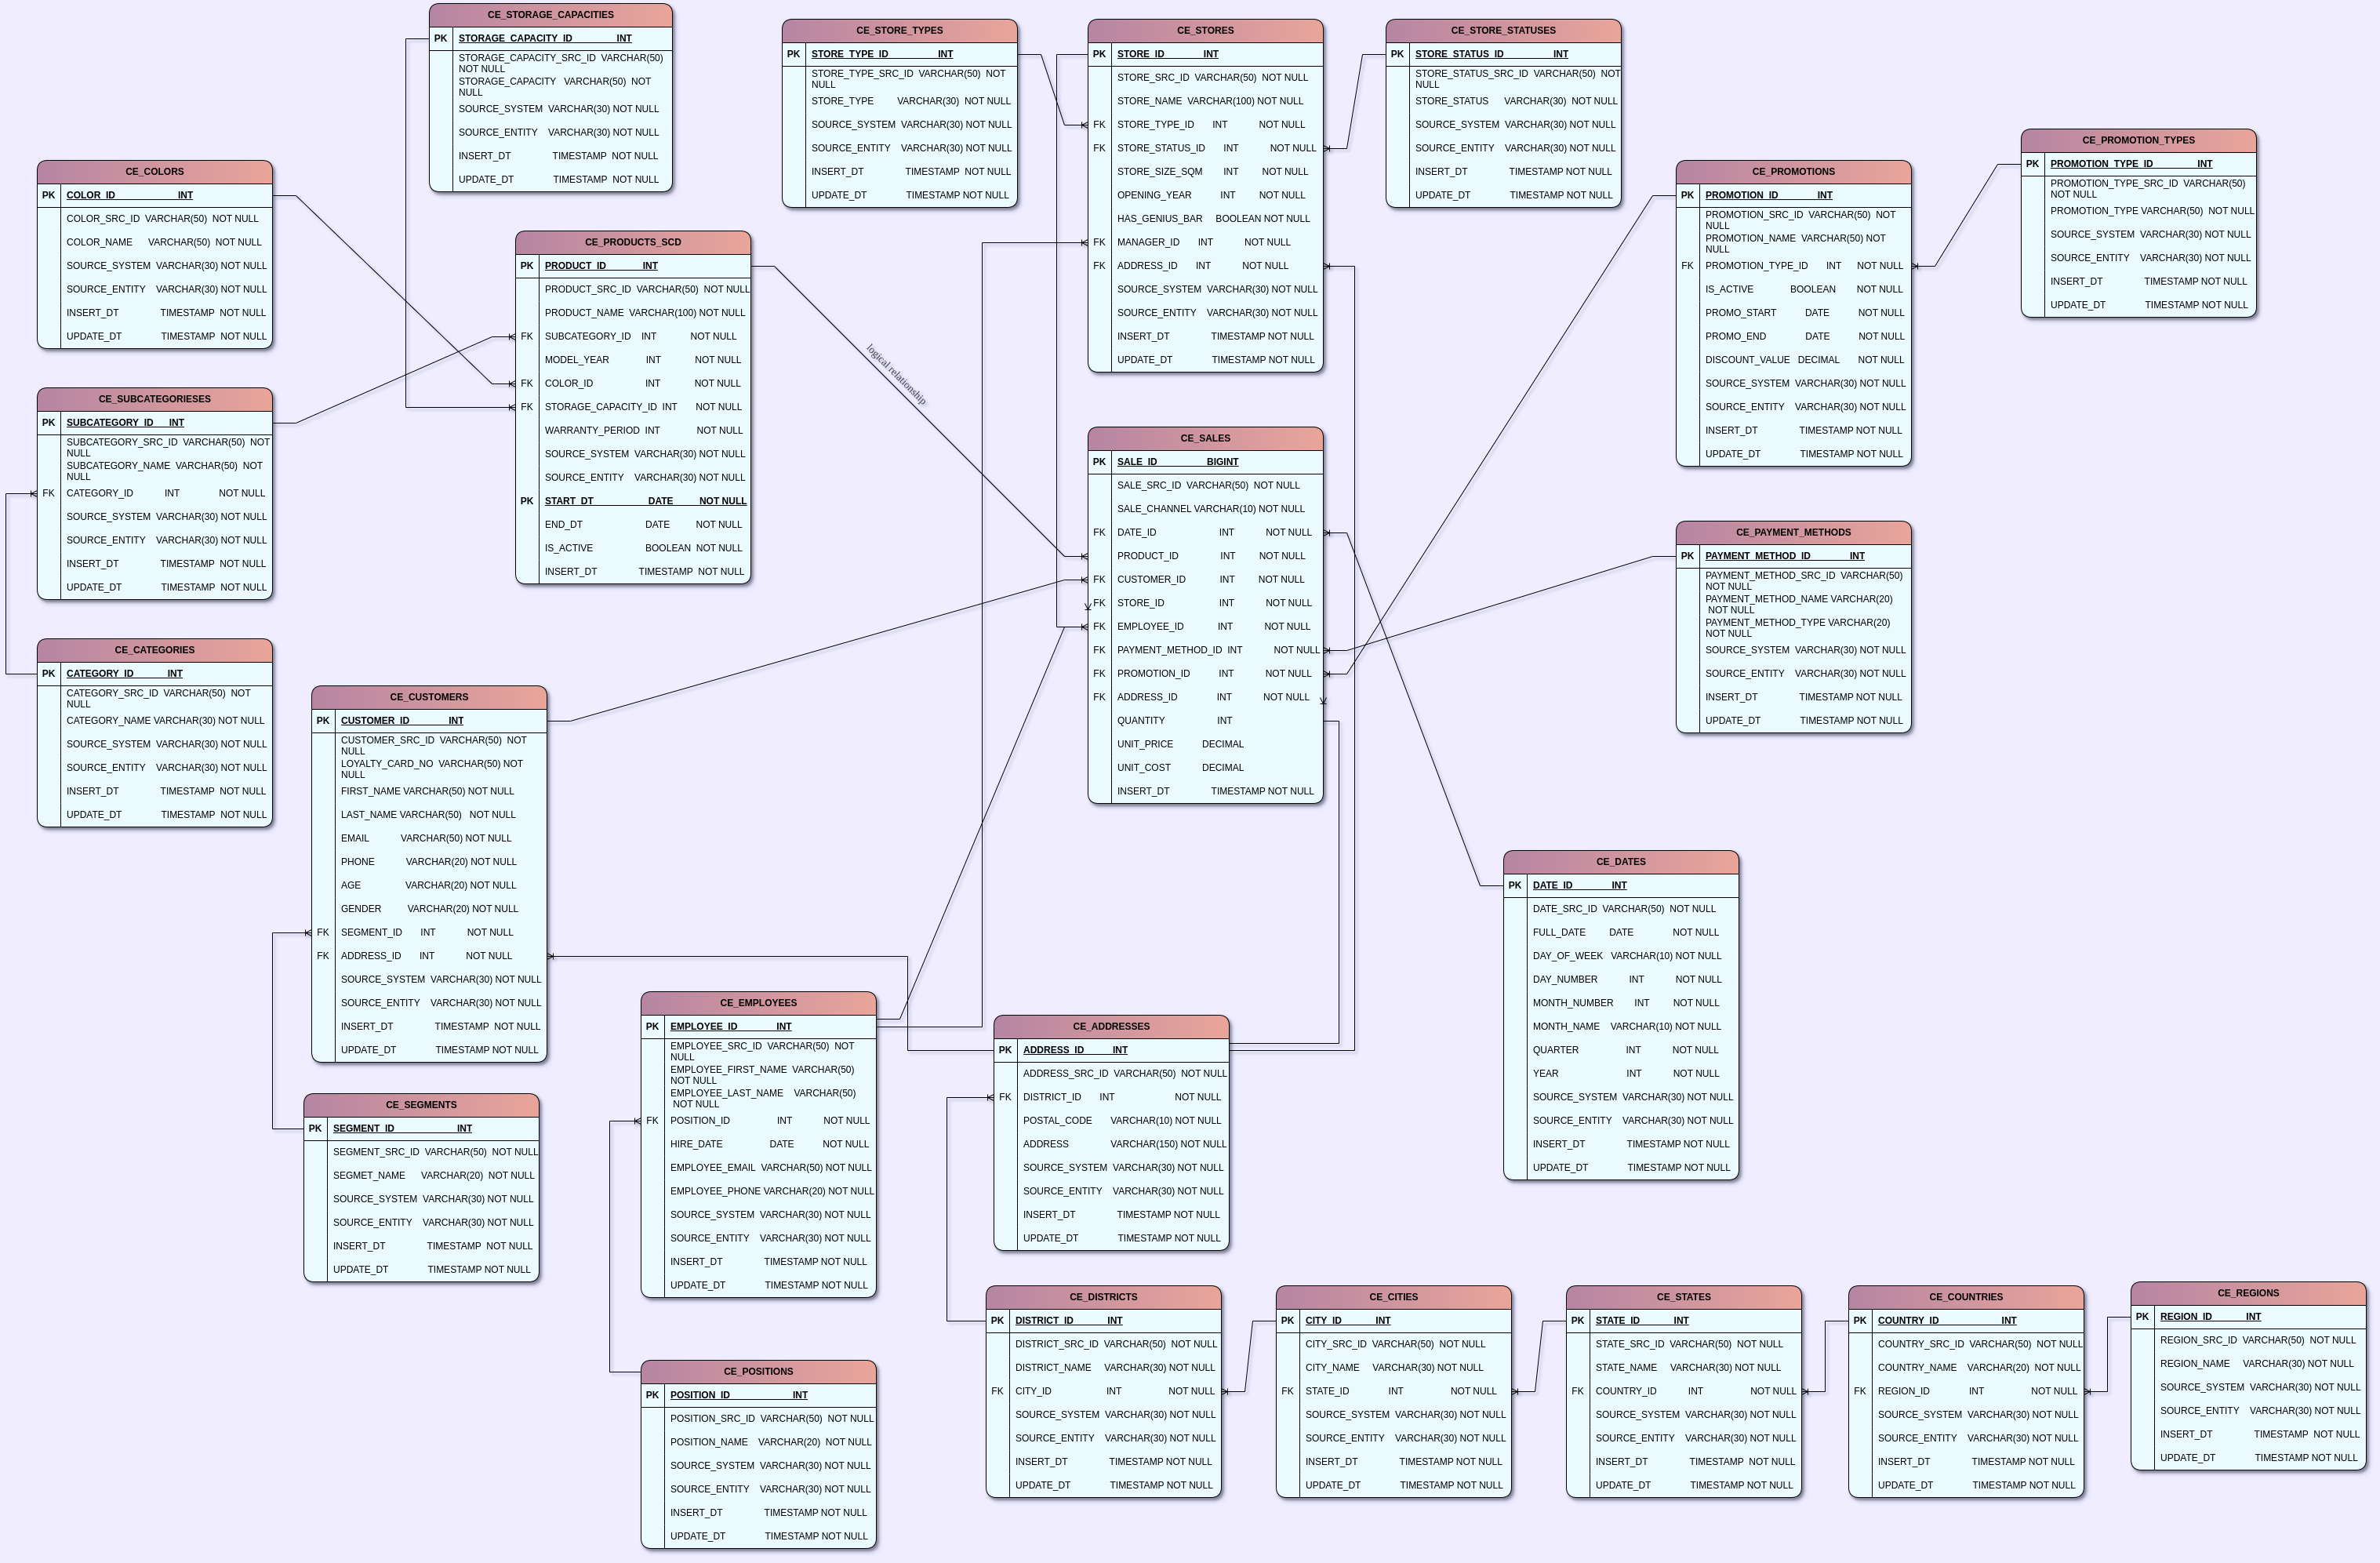 CE_STORAGE_CAPACITIES
PK STORAGE_CAPACITY_ID INT
STORAGE_CAPACITY_SRC_ID VARCHAR(50)
NOT NULL
STORAGE_CAPACITY VARCHAR(50) NOT
NULL
SOURCE_SYSTEM VARCHAR(30) NOT NULL
SOURCE_ENTITY VARCHAR(30) NOT NULL
INSERT_DT TIMESTAMP NOT NULL
UPDATE_DT TIMESTAMP NOT NULL
CE_STORE_TYPES
PK STORE_TYPE_ID INT
STORE_TYPE_SRC_ID VARCHAR(50) NOT
NULL
STORE_TYPE VARCHAR(30) NOT NULL
SOURCE_SYSTEM VARCHAR(30) NOT NULL
SOURCE_ENTITY VARCHAR(30) NOT NULL
INSERT_DT TIMESTAMP NOT NULL
UPDATE_DT TIMESTAMP NOT NULL
CE_STORES
PK STORE_ID INT
STORE_SRC_ID VARCHAR(50) NOT NULL
STORE_NAME VARCHAR(100) NOT NULL
FK STORE_TYPE_ID INT NOT NULL
FK STORE_STATUS_ID INT NOT NULL
STORE_SIZE_SQM INT NOT NULL
OPENING_YEAR INT NOT NULL
HAS_GENIUS_BAR BOOLEAN NOT NULL
FK MANAGER_ID INT NOT NULL
FK ADDRESS_ID INT NOT NULL
SOURCE_SYSTEM VARCHAR(30) NOT NULL
SOURCE_ENTITY VARCHAR(30) NOT NULL
INSERT_DT TIMESTAMP NOT NULL
UPDATE_DT TIMESTAMP NOT NULL
CE_STORE_STATUSES
PK STORE_STATUS_ID INT
STORE_STATUS_SRC_ID VARCHAR(50) NOT
NULL
STORE_STATUS VARCHAR(30) NOT NULL
SOURCE_SYSTEM VARCHAR(30) NOT NULL
SOURCE_ENTITY VARCHAR(30) NOT NULL
INSERT_DT TIMESTAMP NOT NULL
UPDATE_DT TIMESTAMP NOT NULL
CE_PROMOTIONS
PK PROMOTION_ID INT
PROMOTION_SRC_ID VARCHAR(50) NOT
NULL
PROMOTION_NAME VARCHAR(50) NOT
NULL
FK PROMOTION_TYPE_ID INT NOT NULL
IS_ACTIVE BOOLEAN NOT NULL
PROMO_START DATE NOT NULL
PROMO_END DATE NOT NULL
DISCOUNT_VALUE DECIMAL NOT NULL
SOURCE_SYSTEM VARCHAR(30) NOT NULL
SOURCE_ENTITY VARCHAR(30) NOT NULL
INSERT_DT TIMESTAMP NOT NULL
UPDATE_DT TIMESTAMP NOT NULL
CE_PROMOTION_TYPES
PK PROMOTION_TYPE_ID INT
PROMOTION_TYPE_SRC_ID VARCHAR(50)
NOT NULL
PROMOTION_TYPE VARCHAR(50) NOT NULL
SOURCE_SYSTEM VARCHAR(30) NOT NULL
SOURCE_ENTITY VARCHAR(30) NOT NULL
INSERT_DT TIMESTAMP NOT NULL
UPDATE_DT TIMESTAMP NOT NULL
CE_COLORS
PK COLOR_ID INT
COLOR_SRC_ID VARCHAR(50) NOT NULL
COLOR_NAME VARCHAR(50) NOT NULL
SOURCE_SYSTEM VARCHAR(30) NOT NULL
SOURCE_ENTITY VARCHAR(30) NOT NULL
INSERT_DT TIMESTAMP NOT NULL
UPDATE_DT TIMESTAMP NOT NULL
CE_PRODUCTS_SCD
PK PRODUCT_ID INT
PRODUCT_SRC_ID VARCHAR(50) NOT NULL
PRODUCT_NAME VARCHAR(100) NOT NULL
FK SUBCATEGORY_ID INT NOT NULL
MODEL_YEAR INT NOT NULL
FK COLOR_ID INT NOT NULL
FK STORAGE_CAPACITY_ID INT NOT NULL
WARRANTY_PERIOD INT NOT NULL
SOURCE_SYSTEM VARCHAR(30) NOT NULL
SOURCE_ENTITY VARCHAR(30) NOT NULL
PK START_DT DATE NOT NULL
END_DT DATE NOT NULL
IS_ACTIVE BOOLEAN NOT NULL
INSERT_DT TIMESTAMP NOT NULL
logical relationship
CE_SUBCATEGORIESES
PK SUBCATEGORY_ID INT
SUBCATEGORY_SRC_ID VARCHAR(50) NOT
NULL
SUBCATEGORY_NAME VARCHAR(50) NOT
NULL
FK CATEGORY_ID INT NOT NULL
SOURCE_SYSTEM VARCHAR(30) NOT NULL
SOURCE_ENTITY VARCHAR(30) NOT NULL
INSERT_DT TIMESTAMP NOT NULL
UPDATE_DT TIMESTAMP NOT NULL
CE_SALES
PK SALE_ID BIGINT
SALE_SRC_ID VARCHAR(50) NOT NULL
SALE_CHANNEL VARCHAR(10) NOT NULL
FK DATE_ID INT NOT NULL
PRODUCT_ID INT NOT NULL
FK CUSTOMER_ID INT NOT NULL
FK STORE_ID INT NOT NULL
FK EMPLOYEE_ID INT NOT NULL
FK PAYMENT_METHOD_ID INT NOT NULL
FK PROMOTION_ID INT NOT NULL
FK ADDRESS_ID INT NOT NULL
QUANTITY INT
UNIT_PRICE DECIMAL
UNIT_COST DECIMAL
INSERT_DT TIMESTAMP NOT NULL
CE_PAYMENT_METHODS
PK PAYMENT_METHOD_ID INT
PAYMENT_METHOD_SRC_ID VARCHAR(50)
NOT NULL
PAYMENT_METHOD_NAME VARCHAR(20)
NOT NULL
PAYMENT_METHOD_TYPE VARCHAR(20)
NOT NULL
SOURCE_SYSTEM VARCHAR(30) NOT NULL
SOURCE_ENTITY VARCHAR(30) NOT NULL
INSERT_DT TIMESTAMP NOT NULL
UPDATE_DT TIMESTAMP NOT NULL
CE_CATEGORIES
PK CATEGORY_ID INT
CATEGORY_SRC_ID VARCHAR(50) NOT
NULL
CATEGORY_NAME VARCHAR(30) NOT NULL
SOURCE_SYSTEM VARCHAR(30) NOT NULL
SOURCE_ENTITY VARCHAR(30) NOT NULL
INSERT_DT TIMESTAMP NOT NULL
UPDATE_DT TIMESTAMP NOT NULL
CE_CUSTOMERS
PK CUSTOMER_ID INT
CUSTOMER_SRC_ID VARCHAR(50) NOT
NULL
LOYALTY_CARD_NO VARCHAR(50) NOT
NULL
FIRST_NAME VARCHAR(50) NOT NULL
LAST_NAME VARCHAR(50) NOT NULL
EMAIL VARCHAR(50) NOT NULL
PHONE VARCHAR(20) NOT NULL
AGE VARCHAR(20) NOT NULL
GENDER VARCHAR(20) NOT NULL
FK SEGMENT_ID INT NOT NULL
FK ADDRESS_ID INT NOT NULL
SOURCE_SYSTEM VARCHAR(30) NOT NULL
SOURCE_ENTITY VARCHAR(30) NOT NULL
INSERT_DT TIMESTAMP NOT NULL
UPDATE_DT TIMESTAMP NOT NULL
CE_DATES
PK DATE_ID INT
DATE_SRC_ID VARCHAR(50) NOT NULL
FULL_DATE DATE NOT NULL
DAY_OF_WEEK VARCHAR(10) NOT NULL
DAY_NUMBER INT NOT NULL
MONTH_NUMBER INT NOT NULL
MONTH_NAME VARCHAR(10) NOT NULL
QUARTER INT NOT NULL
YEAR INT NOT NULL
SOURCE_SYSTEM VARCHAR(30) NOT NULL
SOURCE_ENTITY VARCHAR(30) NOT NULL
INSERT_DT TIMESTAMP NOT NULL
UPDATE_DT TIMESTAMP NOT NULL
CE_EMPLOYEES
PK EMPLOYEE_ID INT
EMPLOYEE_SRC_ID VARCHAR(50) NOT
NULL
EMPLOYEE_FIRST_NAME VARCHAR(50)
NOT NULL
EMPLOYEE_LAST_NAME VARCHAR(50)
NOT NULL
FK POSITION_ID INT NOT NULL
HIRE_DATE DATE NOT NULL
EMPLOYEE_EMAIL VARCHAR(50) NOT NULL
EMPLOYEE_PHONE VARCHAR(20) NOT NULL
SOURCE_SYSTEM VARCHAR(30) NOT NULL
SOURCE_ENTITY VARCHAR(30) NOT NULL
INSERT_DT TIMESTAMP NOT NULL
UPDATE_DT TIMESTAMP NOT NULL
CE_ADDRESSES
PK ADDRESS_ID INT
ADDRESS_SRC_ID VARCHAR(50) NOT NULL
FK DISTRICT_ID INT NOT NULL
POSTAL_CODE VARCHAR(10) NOT NULL
ADDRESS VARCHAR(150) NOT NULL
SOURCE_SYSTEM VARCHAR(30) NOT NULL
SOURCE_ENTITY VARCHAR(30) NOT NULL
INSERT_DT TIMESTAMP NOT NULL
UPDATE_DT TIMESTAMP NOT NULL
CE_SEGMENTS
PK SEGMENT_ID INT
SEGMENT_SRC_ID VARCHAR(50) NOT NULL
SEGMET_NAME VARCHAR(20) NOT NULL
SOURCE_SYSTEM VARCHAR(30) NOT NULL
SOURCE_ENTITY VARCHAR(30) NOT NULL
INSERT_DT TIMESTAMP NOT NULL
UPDATE_DT TIMESTAMP NOT NULL
CE_POSITIONS
PK POSITION_ID INT
POSITION_SRC_ID VARCHAR(50) NOT NULL
POSITION_NAME VARCHAR(20) NOT NULL
SOURCE_SYSTEM VARCHAR(30) NOT NULL
SOURCE_ENTITY VARCHAR(30) NOT NULL
INSERT_DT TIMESTAMP NOT NULL
UPDATE_DT TIMESTAMP NOT NULL
CE_DISTRICTS
PK DISTRICT_ID INT
DISTRICT_SRC_ID VARCHAR(50) NOT NULL
DISTRICT_NAME VARCHAR(30) NOT NULL
FK CITY_ID INT NOT NULL
SOURCE_SYSTEM VARCHAR(30) NOT NULL
SOURCE_ENTITY VARCHAR(30) NOT NULL
INSERT_DT TIMESTAMP NOT NULL
UPDATE_DT TIMESTAMP NOT NULL
CE_CITIES
PK CITY_ID INT
CITY_SRC_ID VARCHAR(50) NOT NULL
CITY_NAME VARCHAR(30) NOT NULL
FK STATE_ID INT NOT NULL
SOURCE_SYSTEM VARCHAR(30) NOT NULL
SOURCE_ENTITY VARCHAR(30) NOT NULL
INSERT_DT TIMESTAMP NOT NULL
UPDATE_DT TIMESTAMP NOT NULL
CE_STATES
PK STATE_ID INT
STATE_SRC_ID VARCHAR(50) NOT NULL
STATE_NAME VARCHAR(30) NOT NULL
FK COUNTRY_ID INT NOT NULL
SOURCE_SYSTEM VARCHAR(30) NOT NULL
SOURCE_ENTITY VARCHAR(30) NOT NULL
INSERT_DT TIMESTAMP NOT NULL
UPDATE_DT TIMESTAMP NOT NULL
CE_COUNTRIES
PK COUNTRY_ID INT
COUNTRY_SRC_ID VARCHAR(50) NOT NULL
COUNTRY_NAME VARCHAR(20) NOT NULL
FK REGION_ID INT NOT NULL
SOURCE_SYSTEM VARCHAR(30) NOT NULL
SOURCE_ENTITY VARCHAR(30) NOT NULL
INSERT_DT TIMESTAMP NOT NULL
UPDATE_DT TIMESTAMP NOT NULL
CE_REGIONS
PK REGION_ID INT
REGION_SRC_ID VARCHAR(50) NOT NULL
REGION_NAME VARCHAR(30) NOT NULL
SOURCE_SYSTEM VARCHAR(30) NOT NULL
SOURCE_ENTITY VARCHAR(30) NOT NULL
INSERT_DT TIMESTAMP NOT NULL
UPDATE_DT TIMESTAMP NOT NULL